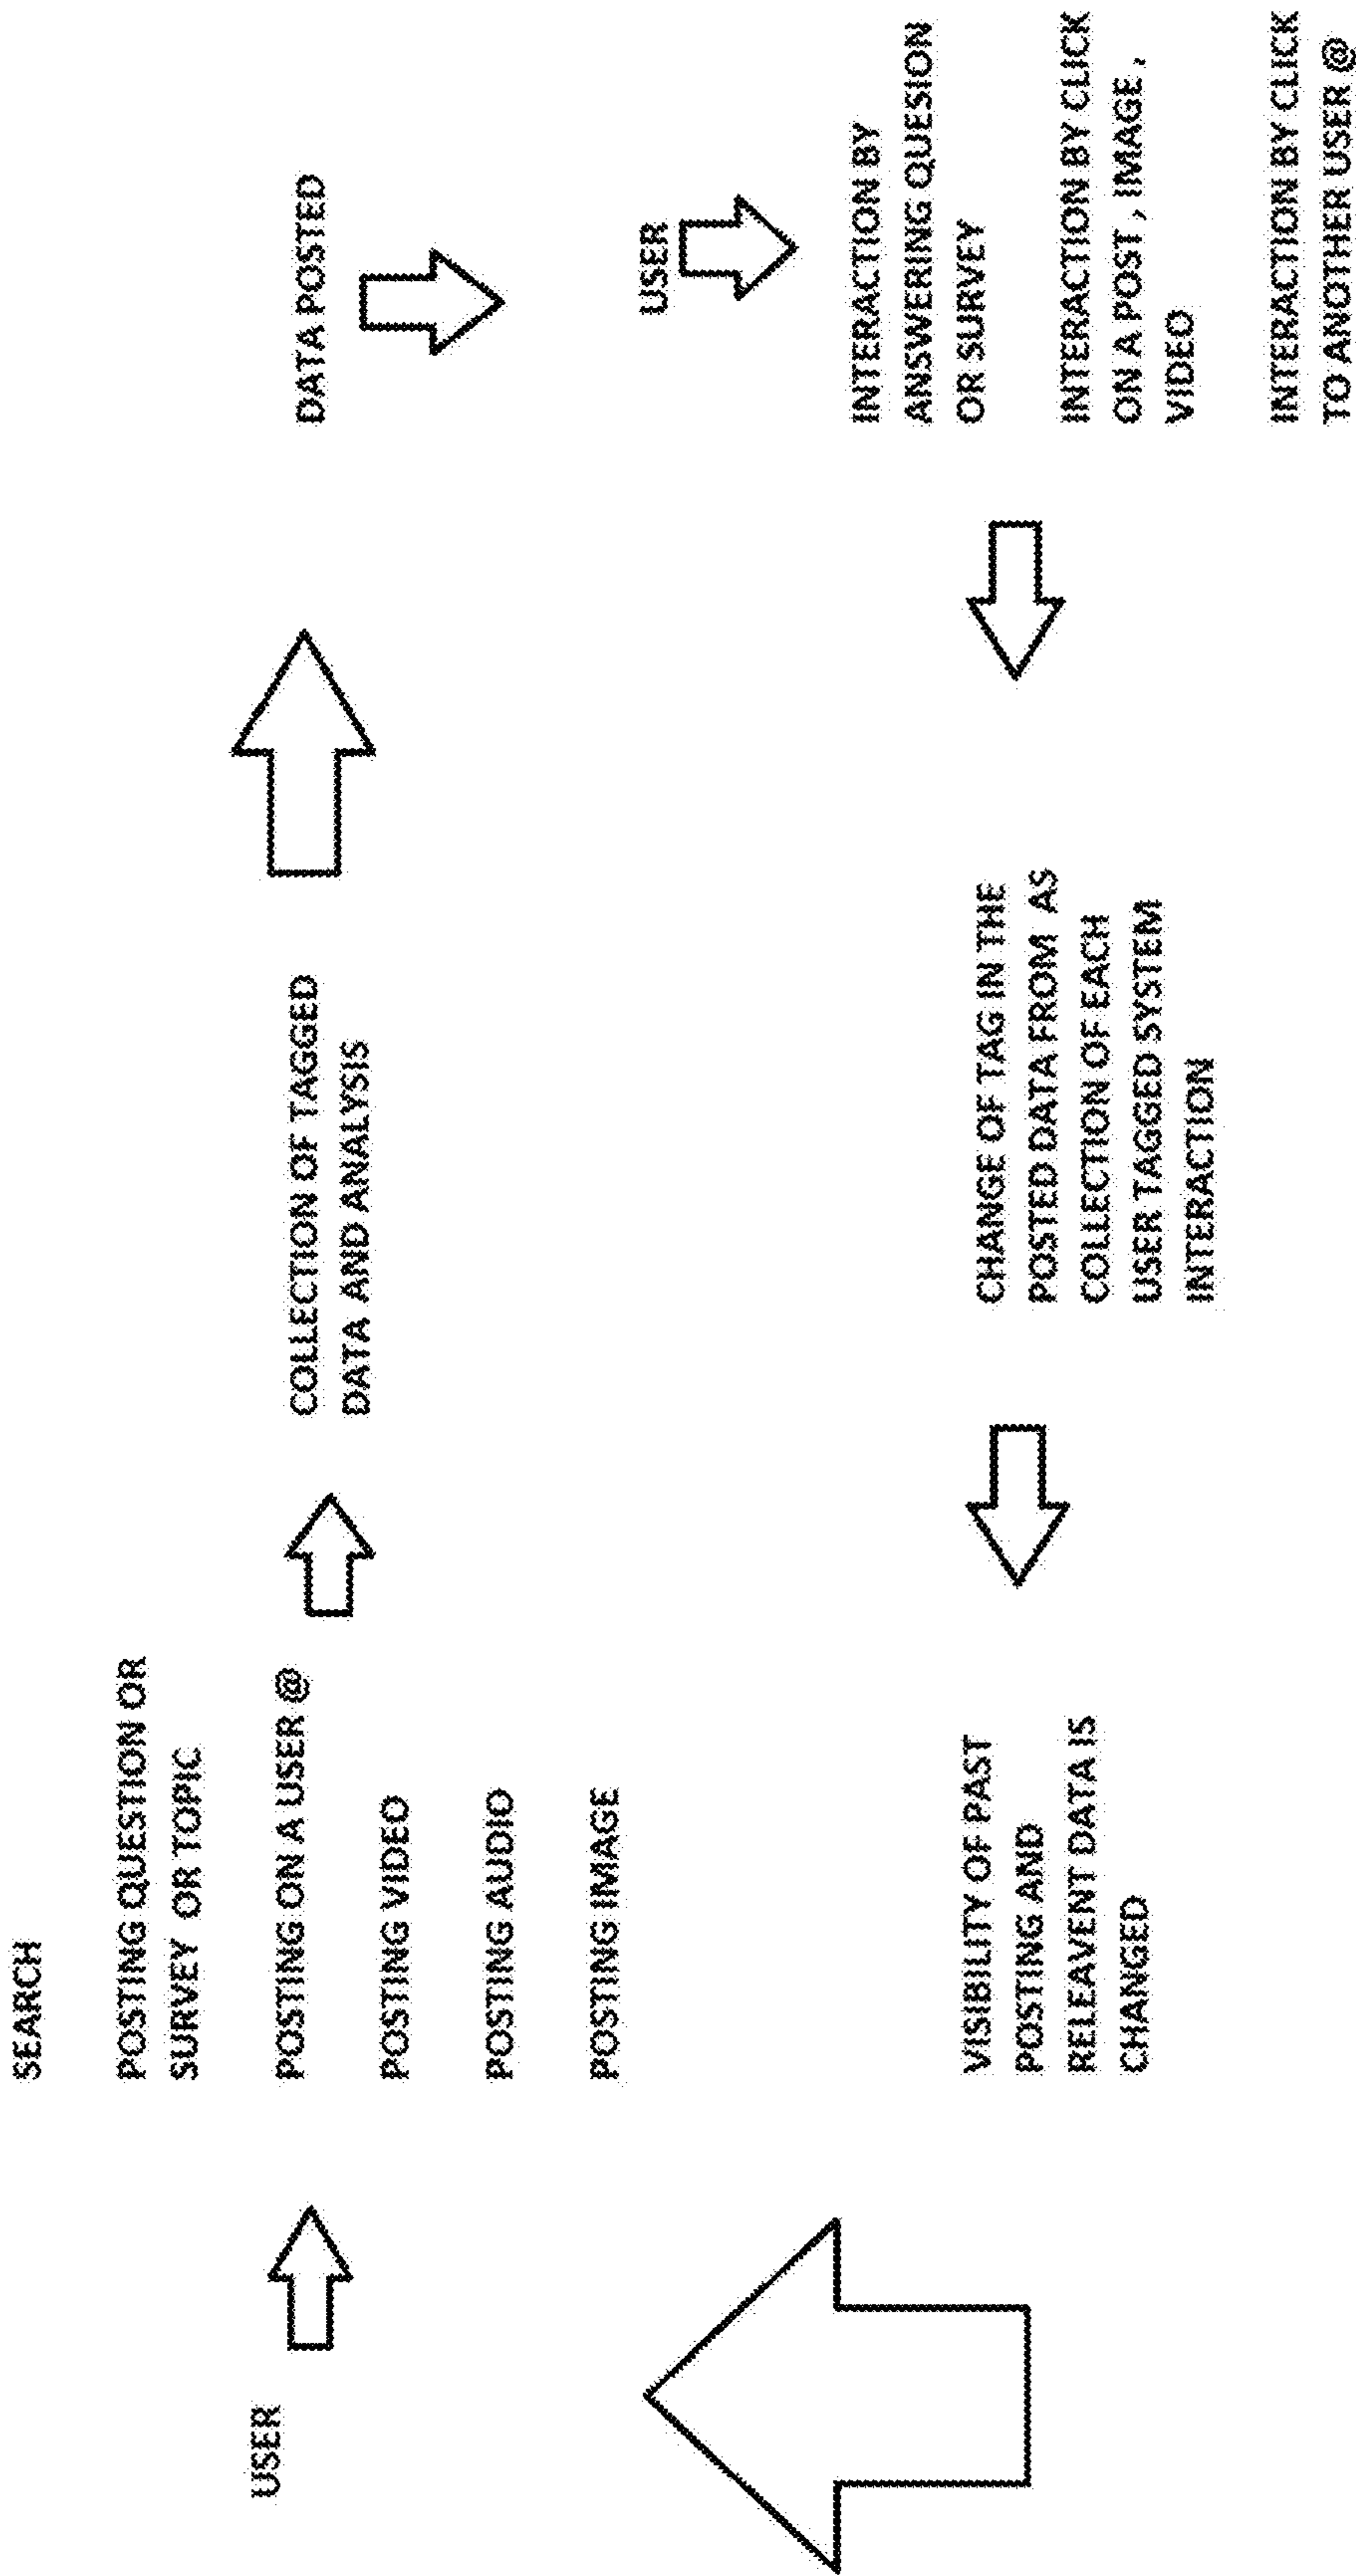 USER
SEARCH
POSTING QUESTION OR
SURVEY OR TOPIC
POSTING ON A USER @
POSTING VIDEO
POSTING AUDIO
POSTING IMAGE
COLLECTION OF TAGGED
DATA AND ANALYSIS
DATA POSTED
USER
INTERACTION BY
ANSWERING QUESION
OR SURVEY
INTERACTION BY CLICK
ON A POST , IMAGE ,
VIDEO
INTERACTION BY CLICK
TO ANOTHER USER @
CHANGE OF TAG IN THE
POSTED DATA FROM AS
COLLECTION OF EACH
USER TAGGED SYSTEM
INTERACTION
VISIBILITY OF PAST
POSTING AND
RELEAVENT DATA IS
CHANGED